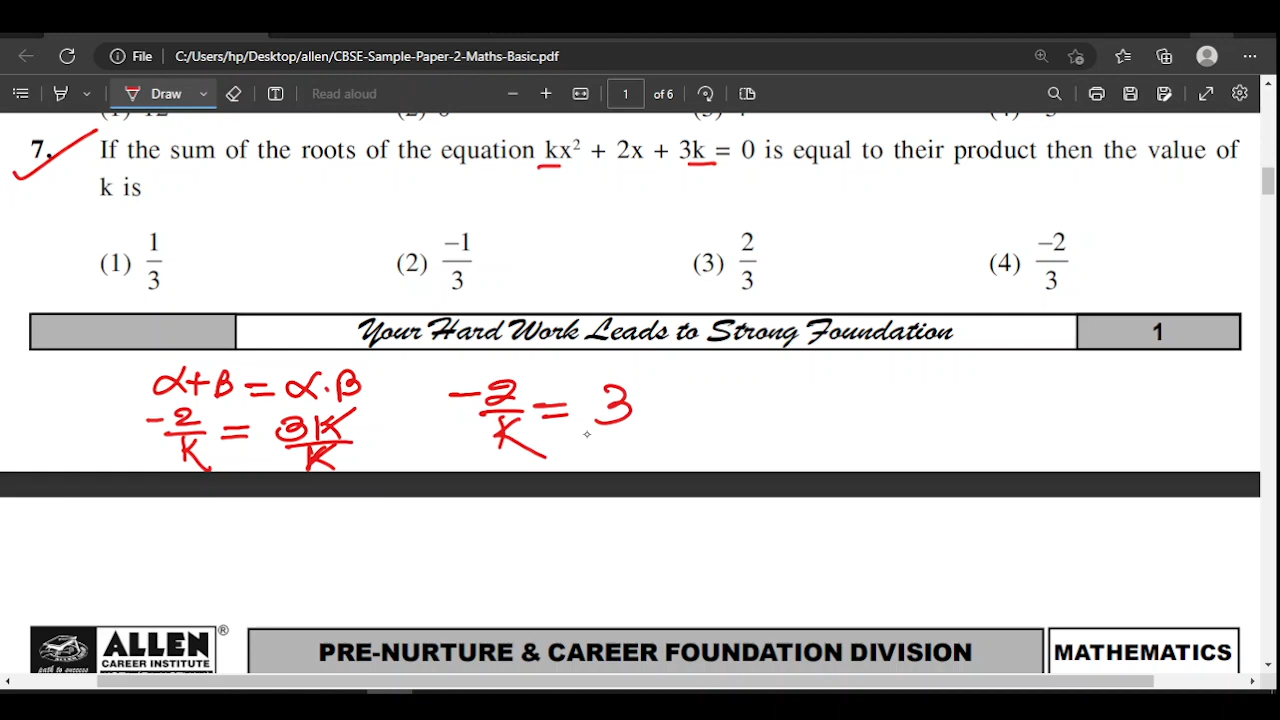 File C:/Users/hp/Desktop/allen/CBSE-Sample-Paper-2-Maths-Basic.pdf
Draw Read aloud 1 of 6
7. If the sum of the roots of the equation kx² + 2x + 3k = 0 is equal to their product then the value of
k is
(1) 1/3 (2) –1/3 (3) 2/3 (4) –2/3
Your Hard Work Leads to Strong Foundation 1
α+β = α·β
-2/K = 3K/K
-2/K = 3
ALLEN ®
CAREER INSTITUTE
PRE-NURTURE & CAREER FOUNDATION DIVISION
MATHEMATICS